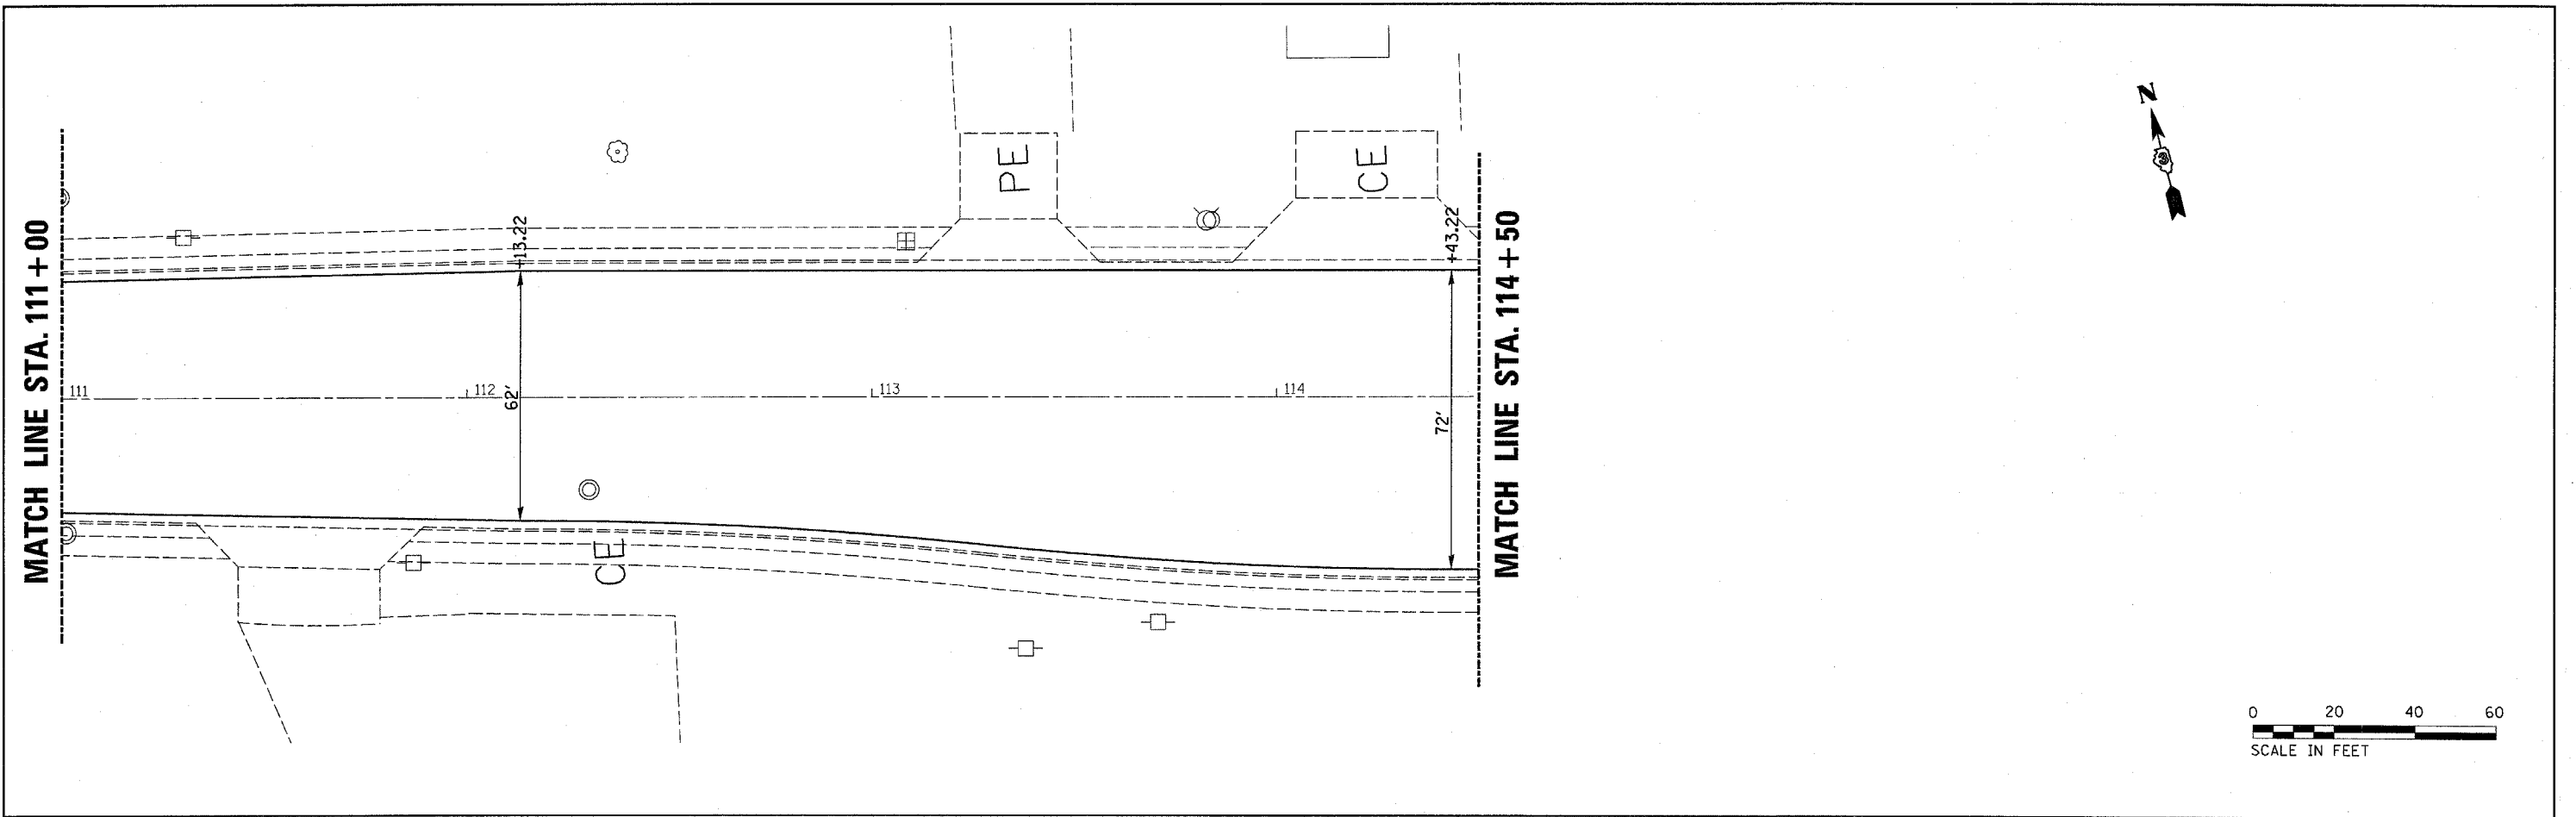 MATCH LINE STA. 111+00
PE
CE
N
+13.22
+43.22
MATCH LINE STA. 114+50
111
112
62'
113
114
72'
CE
0 20 40 60
SCALE IN FEET